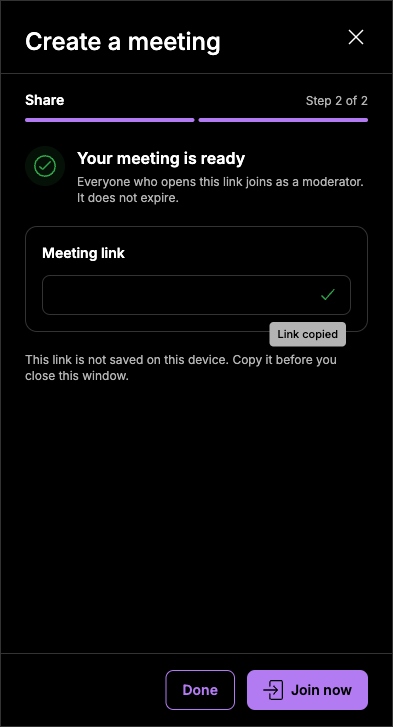 Create a meeting
Share
Step 2 of 2
Your meeting is ready
Everyone who opens this link joins as a moderator.
It does not expire.
Meeting link
Link copied
This link is not saved on this device. Copy it before you
close this window.
Done
Join now